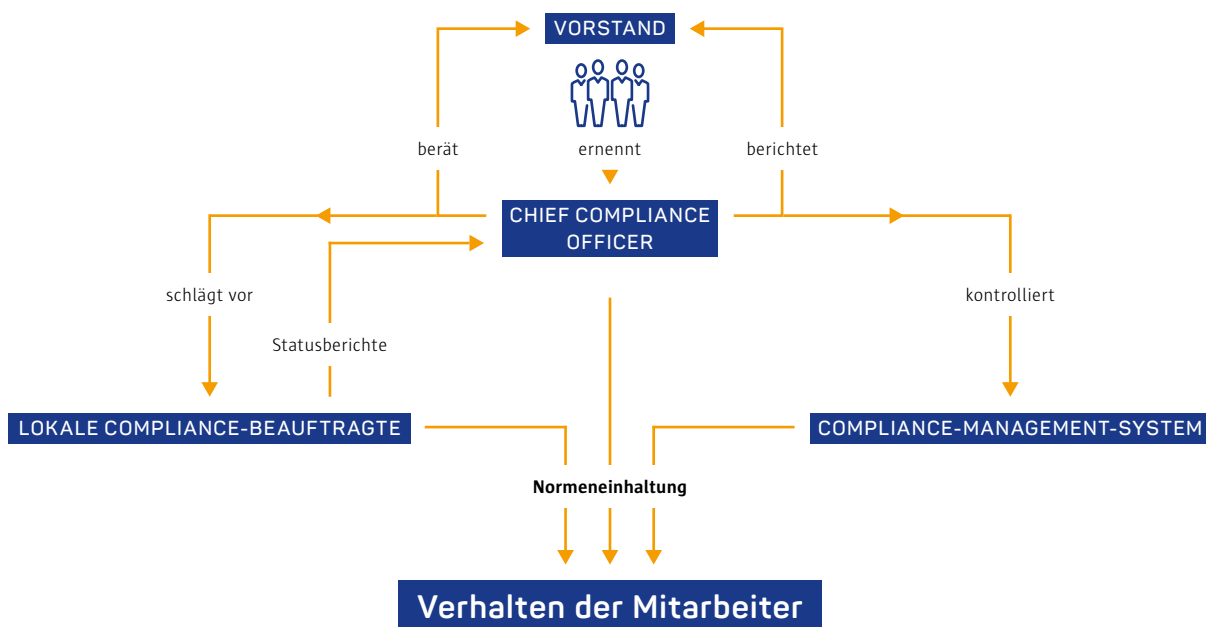 VORSTAND
berät
ernennt
berichtet
CHIEF COMPLIANCE
OFFICER
schlägt vor
kontrolliert
Statusberichte
LOKALE COMPLIANCE-BEAUFTRAGTE
COMPLIANCE-MANAGEMENT-SYSTEM
Normeneinhaltung
Verhalten der Mitarbeiter